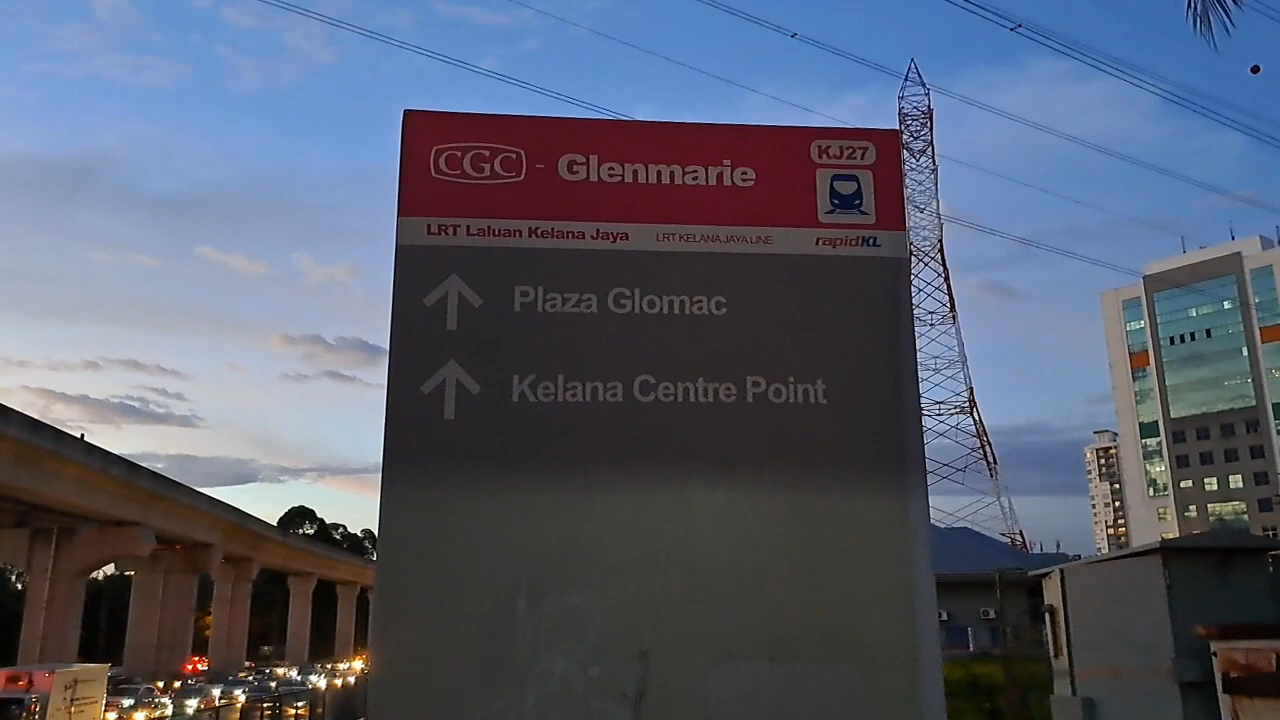 CGC - Glenmarie
KJ27
LRT Laluan Kelana Jaya LRT KELANA JAYA LINE rapidKL
Plaza Glomac
Kelana Centre Point